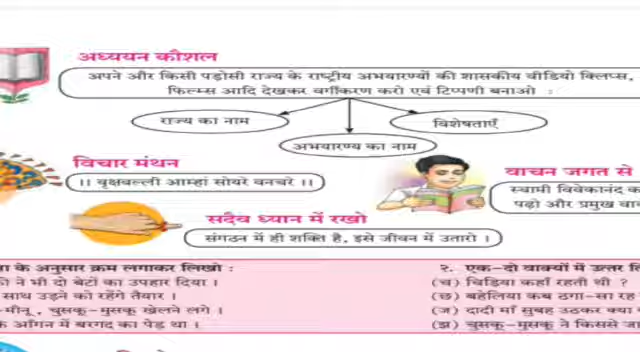 अध्ययन कौशल
अपने और किसी पड़ोसी राज्य के राष्ट्रीय अभयारण्यों की शासकीय वीडियो क्लिप्स,
फिल्म्स आदि देखकर वर्गीकरण करो एवं टिप्पणी बनाओ :
राज्य का नाम
विशेषताएँ
अभयारण्य का नाम
विचार मंथन
।। वृक्षवल्ली आम्हां सोयरे वनचरे ।।
वाचन जगत से
स्वामी विवेकानंद
पढ़ो और प्रमुख
सदैव ध्यान में रखो
संगठन में ही शक्ति है, इसे जीवन में उतारो ।
के अनुसार क्रम लगाकर लिखो :
ने भी दो बेटों का उपहार दिया ।
साथ उड़ने को रहेंगे तैयार ।
मीनू , चुसकू-मुसकू खेलने लगे ।
आँगन में बरगद का पेड़ था ।
२. एक-दो वाक्यों में उत्तर
(च) चिड़िया कहाँ रहती थी ?
(छ) बहेलिया कब ठगा-सा रह
(ज) दादी माँ सुबह उठकर क्या
(झ) चुसकू-मुसकू ने किससे